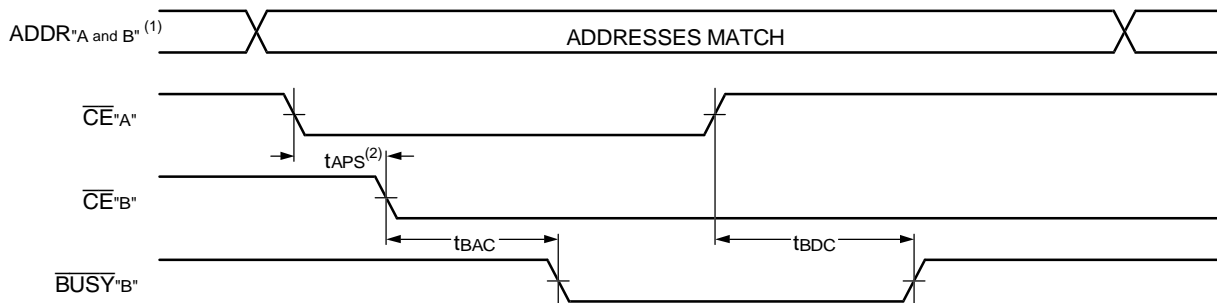 ADDR"A and B" (1)
ADDRESSES MATCH
CE"A"
tAPS(2)
CE"B"
tBAC
tBDC
BUSY"B"